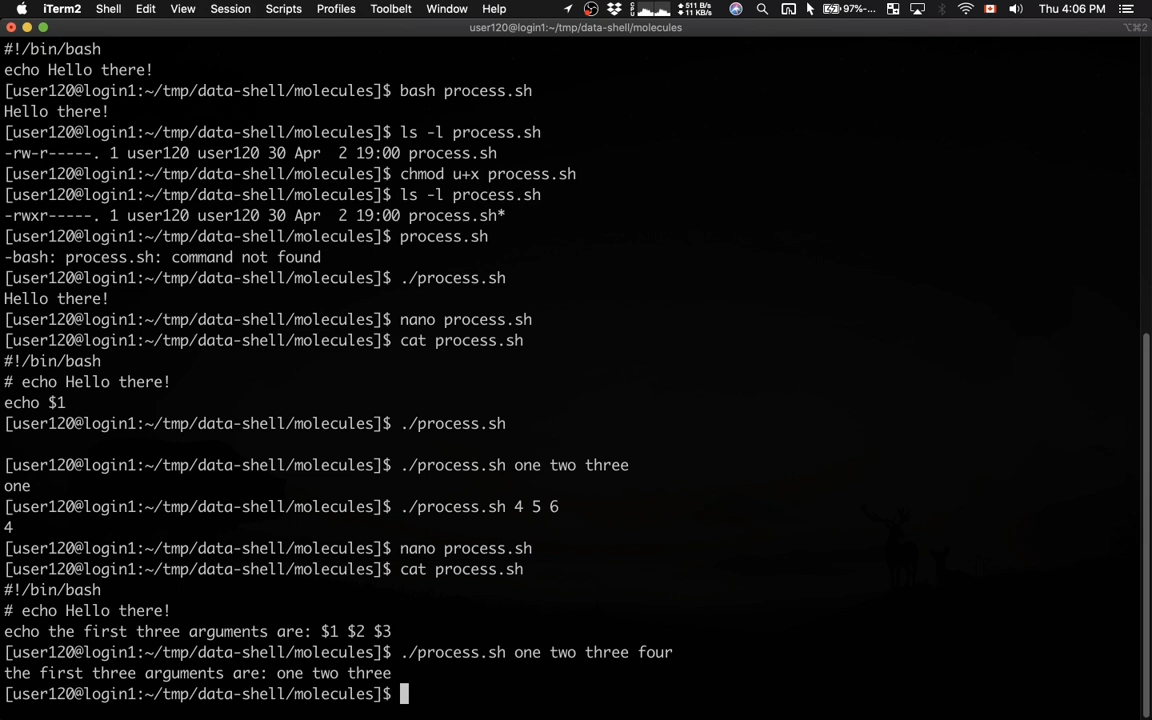 iTerm2 Shell Edit View Session Scripts Profiles Toolbelt Window Help 511 B/s 11 KB/s 97%-... Thu 4:06 PM
user120@login1:~/tmp/data-shell/molecules
⌥⌘2
#!/bin/bash
echo Hello there!
[user120@login1:~/tmp/data-shell/molecules]$ bash process.sh
Hello there!
[user120@login1:~/tmp/data-shell/molecules]$ ls -l process.sh
-rw-r-----. 1 user120 user120 30 Apr  2 19:00 process.sh
[user120@login1:~/tmp/data-shell/molecules]$ chmod u+x process.sh
[user120@login1:~/tmp/data-shell/molecules]$ ls -l process.sh
-rwxr-----. 1 user120 user120 30 Apr  2 19:00 process.sh*
[user120@login1:~/tmp/data-shell/molecules]$ process.sh
-bash: process.sh: command not found
[user120@login1:~/tmp/data-shell/molecules]$ ./process.sh
Hello there!
[user120@login1:~/tmp/data-shell/molecules]$ nano process.sh
[user120@login1:~/tmp/data-shell/molecules]$ cat process.sh
#!/bin/bash
# echo Hello there!
echo $1
[user120@login1:~/tmp/data-shell/molecules]$ ./process.sh

[user120@login1:~/tmp/data-shell/molecules]$ ./process.sh one two three
one
[user120@login1:~/tmp/data-shell/molecules]$ ./process.sh 4 5 6
4
[user120@login1:~/tmp/data-shell/molecules]$ nano process.sh
[user120@login1:~/tmp/data-shell/molecules]$ cat process.sh
#!/bin/bash
# echo Hello there!
echo the first three arguments are: $1 $2 $3
[user120@login1:~/tmp/data-shell/molecules]$ ./process.sh one two three four
the first three arguments are: one two three
[user120@login1:~/tmp/data-shell/molecules]$